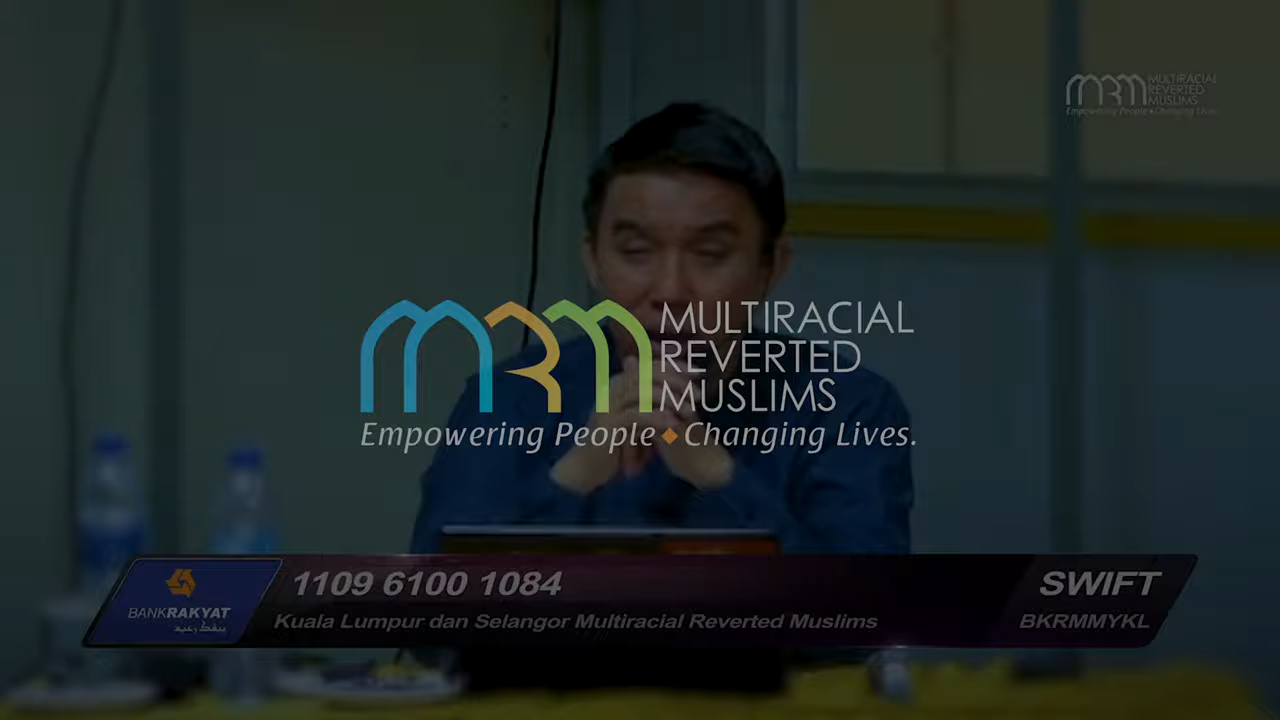 MULTIRACIAL
REVERTED
MUSLIMS
Empowering People Changing Lives.
MRM
MULTIRACIAL
REVERTED
MUSLIMS
Empowering People ◆ Changing Lives.
BANKRAKYAT
1109 6100 1084
Kuala Lumpur dan Selangor Multiracial Reverted Muslims
SWIFT
BKRMMYKL